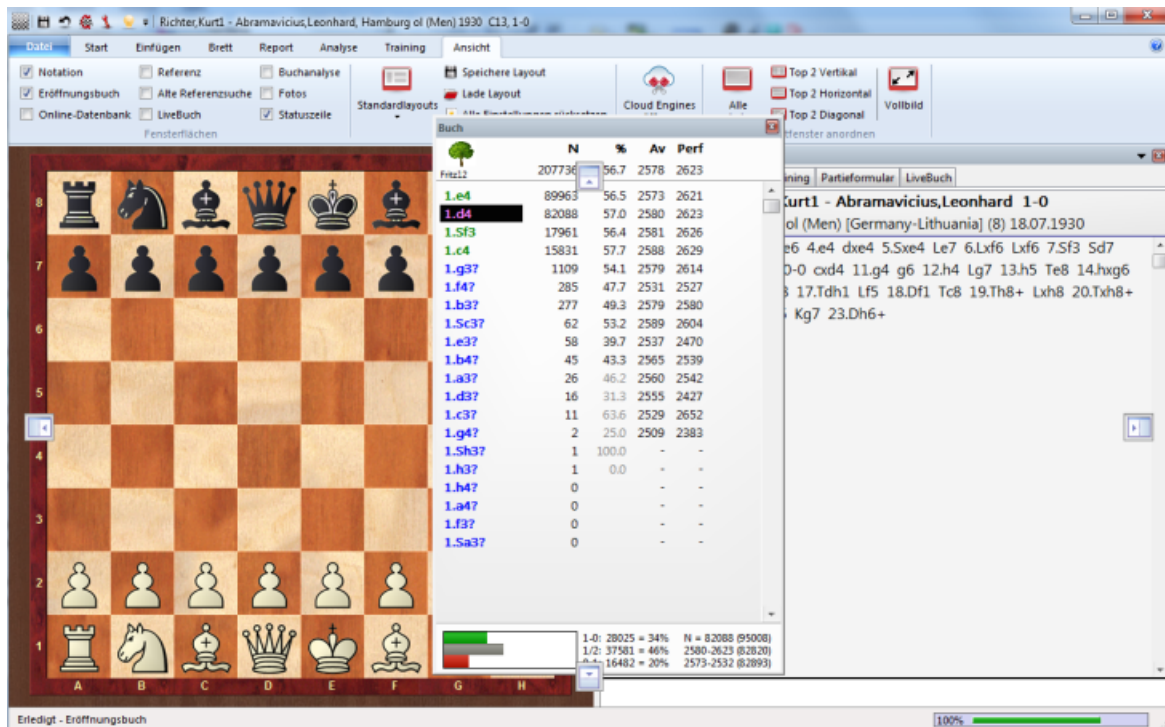 Richter,Kurt1 - Abramavicius,Leonhard, Hamburg ol (Men) 1930 C13, 1-0
Datei Start Einfügen Brett Report Analyse Training Ansicht
Notation Referenz Buchanalyse Speichere Layout Top 2 Vertikal
Eröffnungsbuch Alte Referenzsuche Fotos Standardlayouts Lade Layout Cloud Engines Alle Top 2 Horizontal Vollbild
Online-Datenbank LiveBuch Statuszeile Alle Einstellungen rücksetzen Top 2 Diagonal
Fensterflächen anordnen
Buch
N % Av Perf
Fritz12 207736 56.7 2578 2623
1.e4 89963 56.5 2573 2621
1.d4 82088 57.0 2580 2623
1.Sf3 17961 56.4 2581 2626
1.c4 15831 57.7 2588 2629
1.g3? 1109 54.1 2579 2614
1.f4? 285 47.7 2531 2527
1.b3? 277 49.3 2579 2580
1.Sc3? 62 53.2 2589 2604
1.e3? 58 39.7 2537 2470
1.b4? 45 43.3 2565 2539
1.a3? 26 46.2 2560 2542
1.d3? 16 31.3 2555 2427
1.c3? 11 63.6 2529 2652
1.g4? 2 25.0 2509 2383
1.Sh3? 1 100.0 - -
1.h3? 1 0.0 - -
1.h4? 0 - -
1.a4? 0 - -
1.f3? 0 - -
1.Sa3? 0 - -
1-0: 28025 = 34% N = 82088 (95008)
1/2: 37581 = 46% 2580-2623 (82820)
16482 = 20% 2573-2532 (82893)
Partieformular LiveBuch
Kurt1 - Abramavicius,Leonhard 1-0
ol (Men) [Germany-Lithuania] (8) 18.07.1930
e6 4.e4 dxe4 5.Sxe4 Le7 6.Lxf6 Lxf6 7.Sf3 Sd7
0-0 cxd4 11.g4 g6 12.h4 Lg7 13.h5 Te8 14.hxg6
17.Tdh1 Lf5 18.Df1 Tc8 19.Th8+ Lxh8 20.Txh8+
Kg7 23.Dh6+
8
7
6
5
4
3
2
1
A B C D E F G H
Erledigt - Eröffnungsbuch 100%